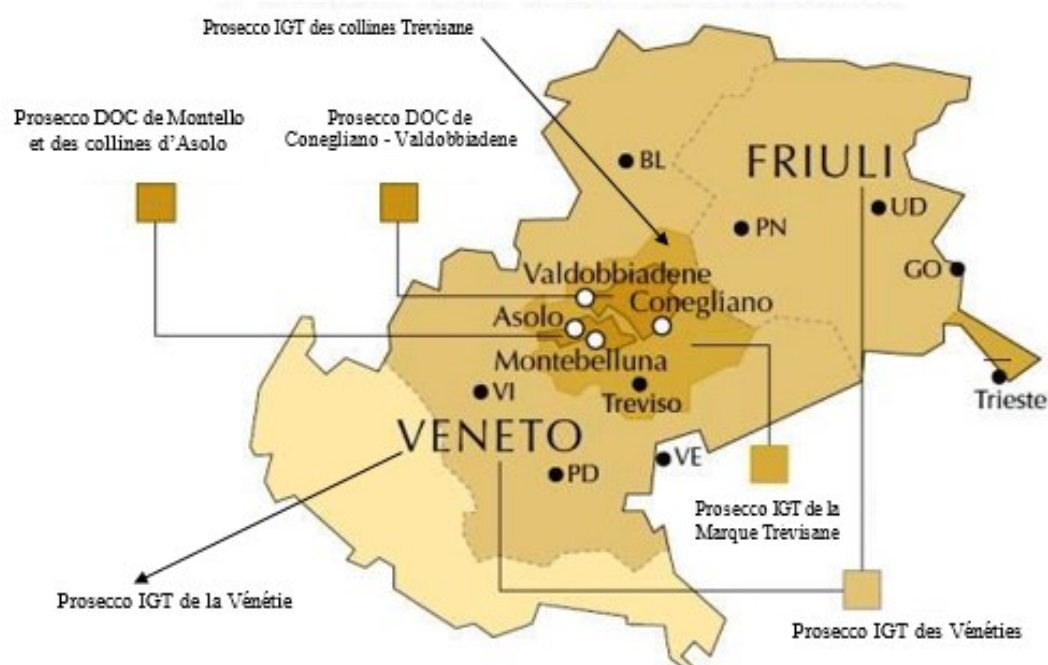 Prosecco IGT des collines Trévisane
Prosecco DOC de Montello
et des collines d’Asolo
Prosecco DOC de
Conegliano - Valdobbiadene
BL
FRIULI
UD
PN
GO
Valdobbiadene
Conegliano
Asolo
Montebelluna
Treviso
Trieste
VI
VENETO
PD
VE
Prosecco IGT de la
Marque Trévisane
Prosecco IGT de la Vénétie
Prosecco IGT des Vénéties